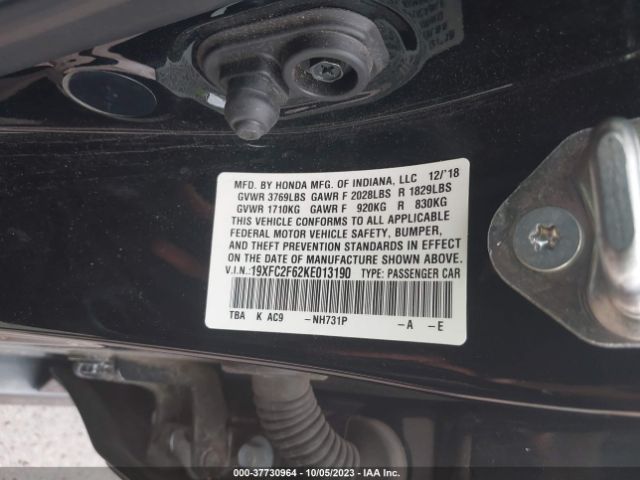 MFD. BY HONDA MFG. OF INDIANA, LLC 12/'18
GVWR 3769LBS GAWR F 2028LBS R 1829LBS
GVWR 1710KG GAWR F 920KG R 830KG
THIS VEHICLE CONFORMS TO ALL APPLICABLE
FEDERAL MOTOR VEHICLE SAFETY, BUMPER,
AND THEFT PREVENTION STANDARDS IN EFFECT
ON THE DATE OF MANUFACTURE SHOWN ABOVE.
V.I.N.:19XFC2F62KE013190 TYPE: PASSENGER CAR
TBA K AC9 -NH731P -A -E
000-37730964 - 10/05/2023 - IAA Inc.